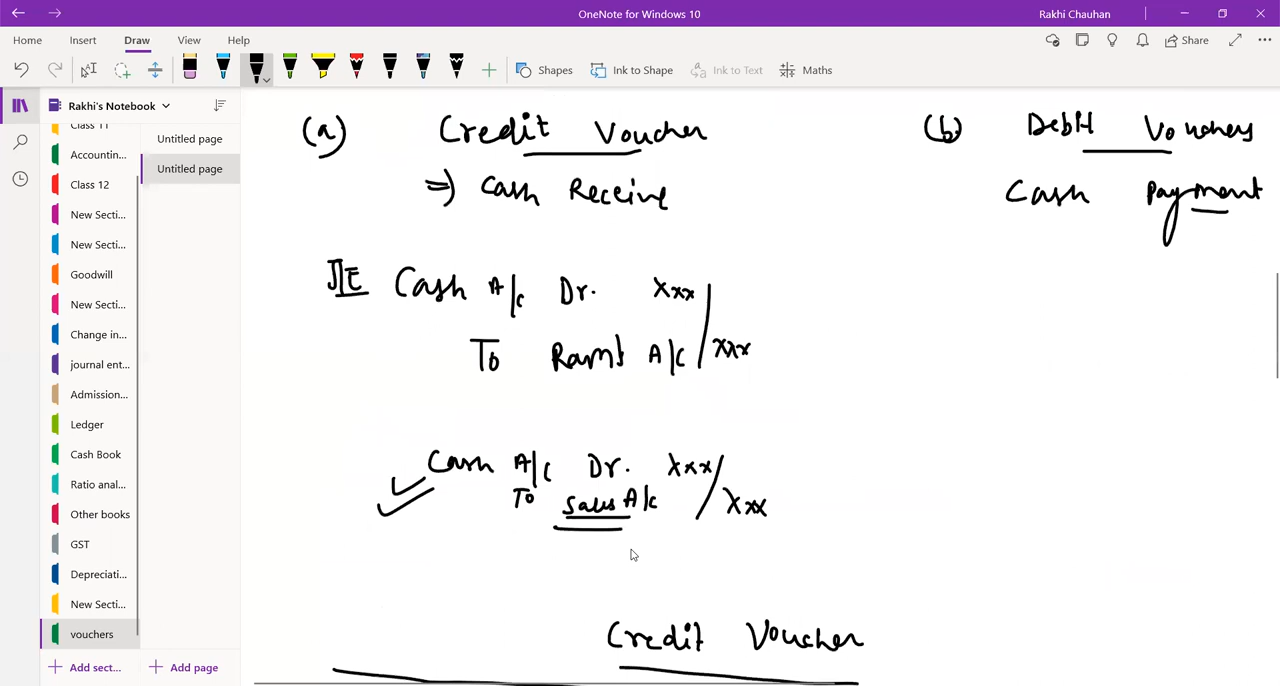 OneNote for Windows 10
Rakhi Chauhan
Home Insert Draw View Help
Share
Shapes
Ink to Shape
Ink to Text
Maths
Rakhi's Notebook
Class 11
Accountin...
Class 12
New Secti...
New Secti...
Goodwill
New Secti...
Change in...
journal ent...
Admission...
Ledger
Cash Book
Ratio anal...
Other books
GST
Depreciati...
New Secti...
vouchers
Add sect...
Untitled page
Untitled page
Add page
(a) Credit Voucher
⇒ Cash Receive
(b) Debit Vouchers
Cash Payment
JE Cash A/c Dr. xxx
To Ram's A/c xxx
Cash A/c Dr. xxx
To Sales A/c xxx
Credit Voucher